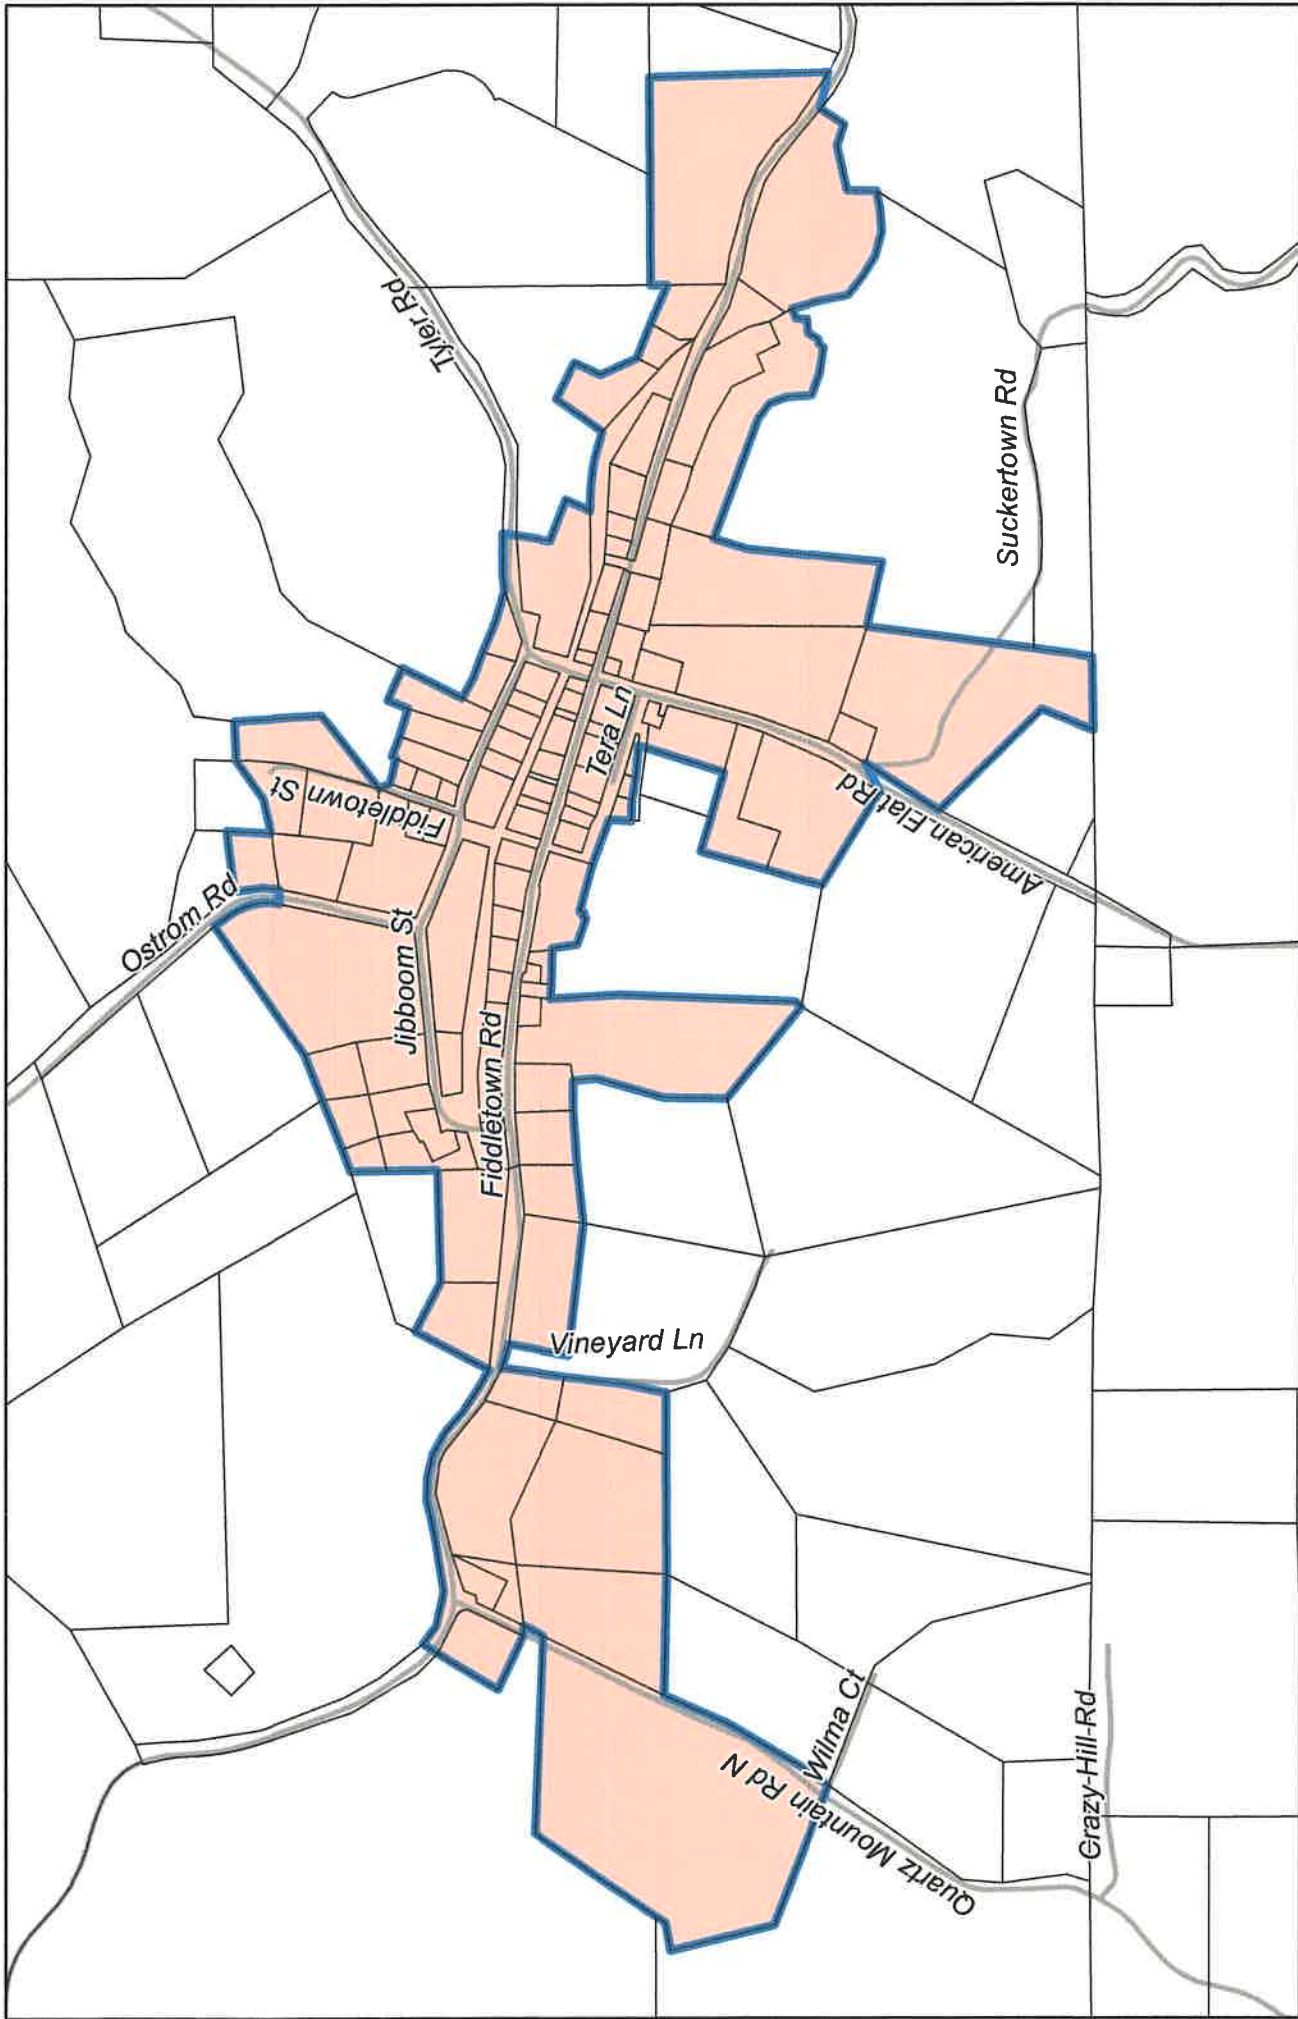 Tyler Rd
Suckertown Rd
Tera Ln
Fiddletown St
American Flat Rd
Ostrom Rd
Jibboom St
Fiddletown Rd
Vineyard Ln
Wilma Ct
Quartz Mountain Rd N
Crazy Hill Rd